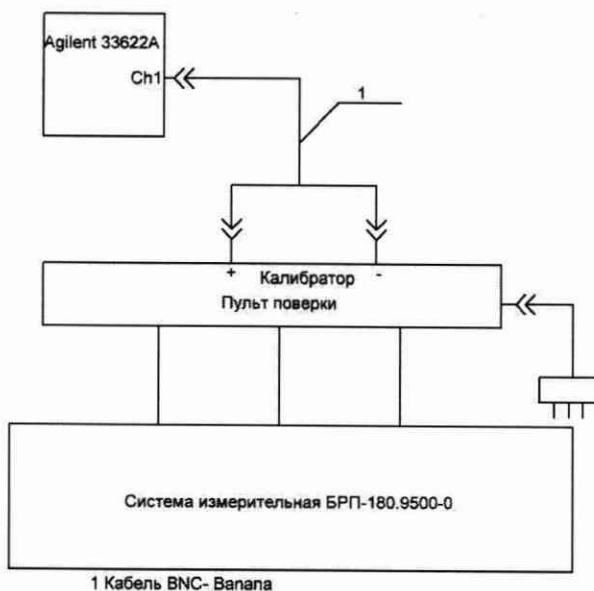 Agilent 33622A
Ch1
1
+ Калибратор -
Пульт поверки
Система измерительная БРП-180.9500-0
1 Кабель BNC- Banana